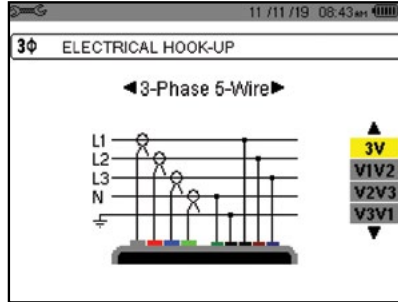 11/11/19 08:43AM
3Φ ELECTRICAL HOOK-UP
◄3-Phase 5-Wire►
L1
L2
L3
N
3V
V1V2
V2V3
V3V1